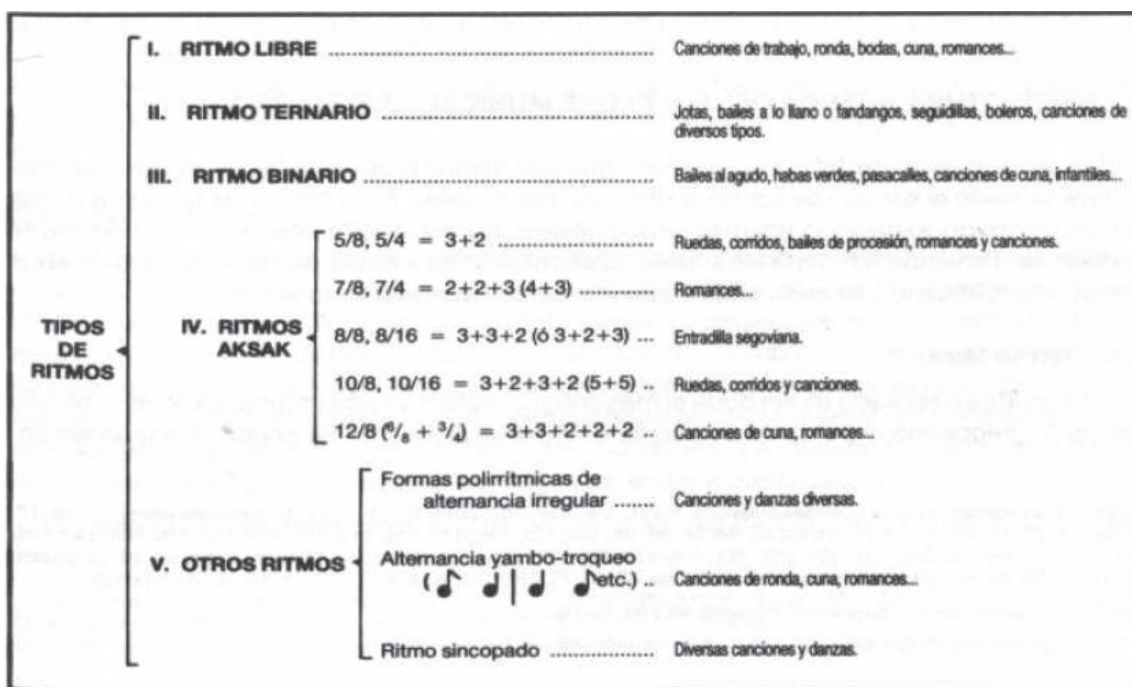 I. RITMO LIBRE ........ Canciones de trabajo, ronda, bodas, cuna, romances...
II. RITMO TERNARIO ........ Jotas, bailes a lo llano o fandangos, seguidillas, boleros, canciones de
diversos tipos.
III. RITMO BINARIO ........ Bailes al agudo, habas verdes, pasacalles, canciones de cuna, infantiles...
TIPOS
DE
RITMOS
IV. RITMOS
AKSAK
5/8, 5/4 = 3+2 ........ Ruedas, corridos, bailes de procesión, romances y canciones.
7/8, 7/4 = 2+2+3 (4+3) ........ Romances...
8/8, 8/16 = 3+3+2 (ó 3+2+3) ... Entradilla segoviana.
10/8, 10/16 = 3+2+3+2 (5+5) .. Ruedas, corridos y canciones.
12/8 (6/8 + 3/4) = 3+3+2+2+2. Canciones de cuna, romances...
V. OTROS RITMOS
Formas polirrítmicas de
alternancia irregular ....... Canciones y danzas diversas.
Alternancia yambo-troqueo
(♪ ♩ | ♩ ♪ etc.) .. Canciones de ronda, cuna, romances...
Ritmo sincopado ........ Diversas canciones y danzas.